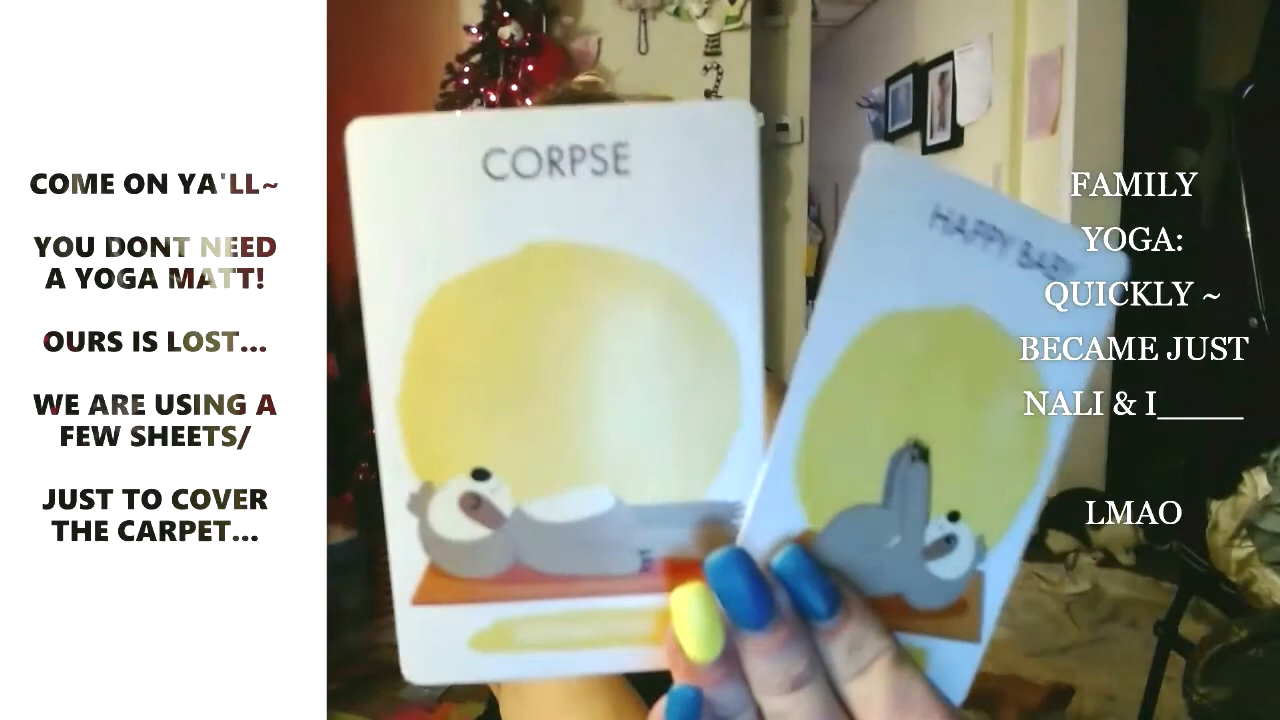 COME ON YA'LL~
YOU DONT NEED
A YOGA MATT!
OURS IS LOST...
WE ARE USING A
FEW SHEETS/
JUST TO COVER
THE CARPET...
CORPSE
HAPPY BABY
FAMILY
YOGA:
QUICKLY ~
BECAME JUST
NALI & I_____
LMAO